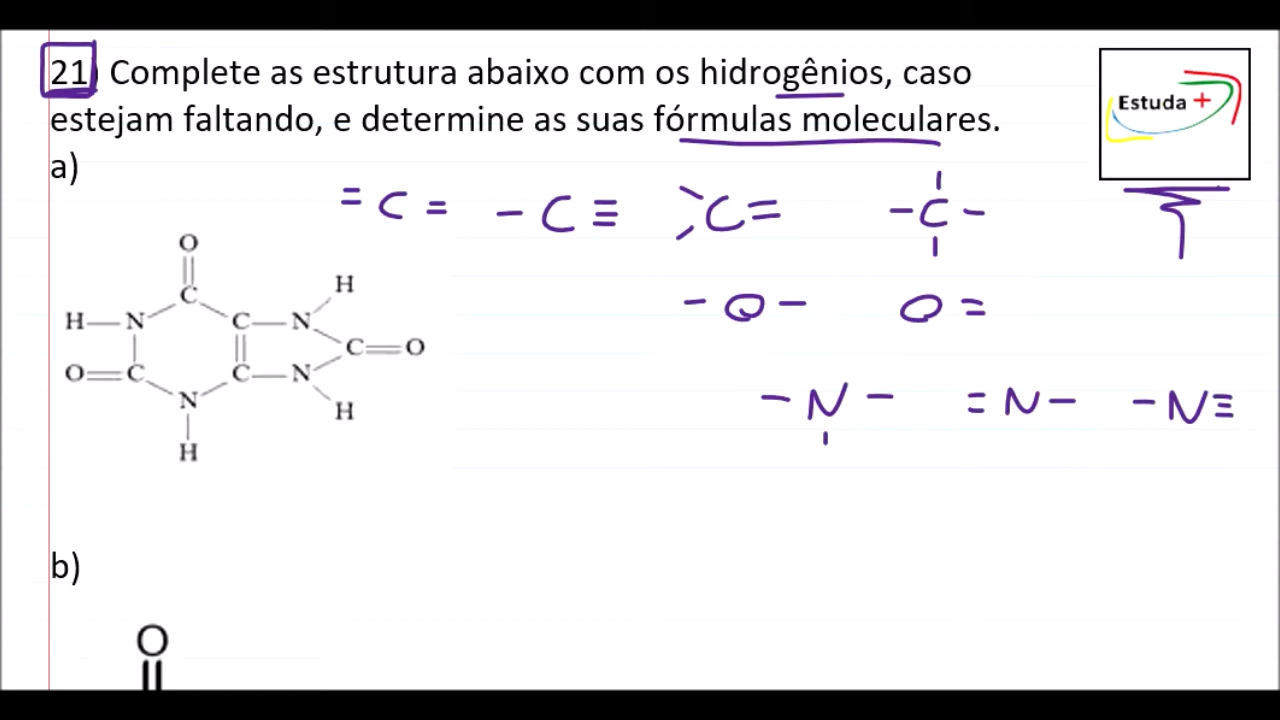 21) Complete as estrutura abaixo com os hidrogênios, caso
estejam faltando, e determine as suas fórmulas moleculares.
Estuda +
a)
= C = - C ≡ >C= - C -
- O - O =
- N - = N - - N ≡
O
C
H
H N C N
C O
O C C N
N
H
H
b)
O